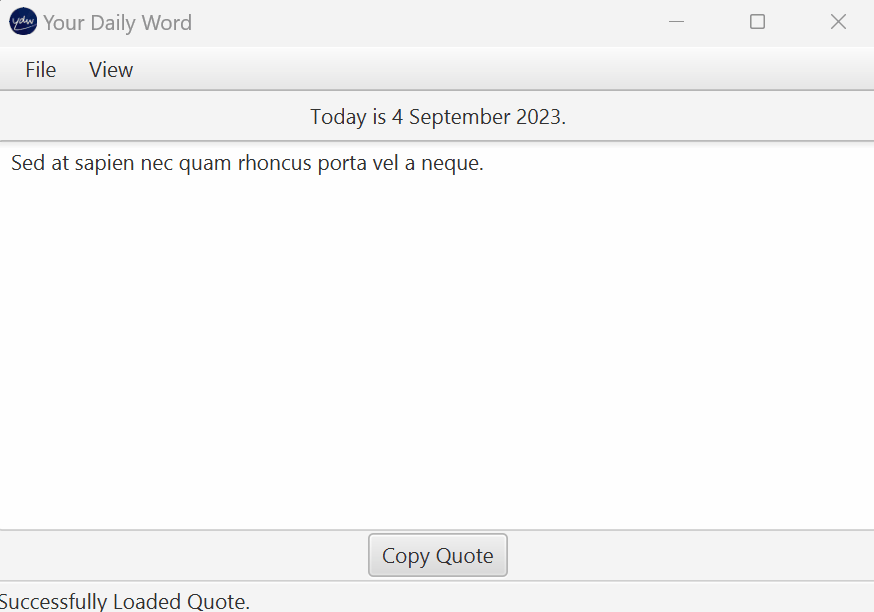 ydw Your Daily Word
File View
Today is 4 September 2023.
Sed at sapien nec quam rhoncus porta vel a neque.
Copy Quote
Successfully Loaded Quote.